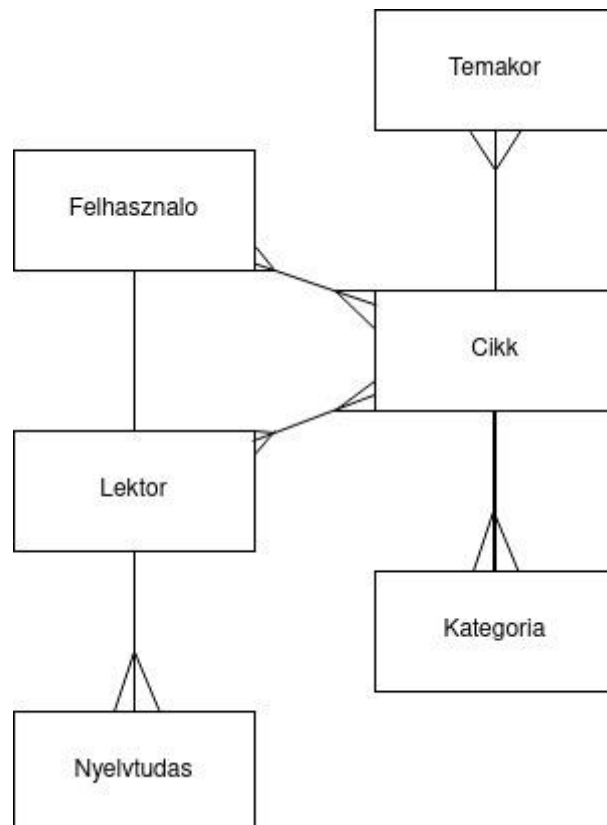 Temakor
Felhasznalo
Cikk
Lektor
Kategoria
Nyelvtudas